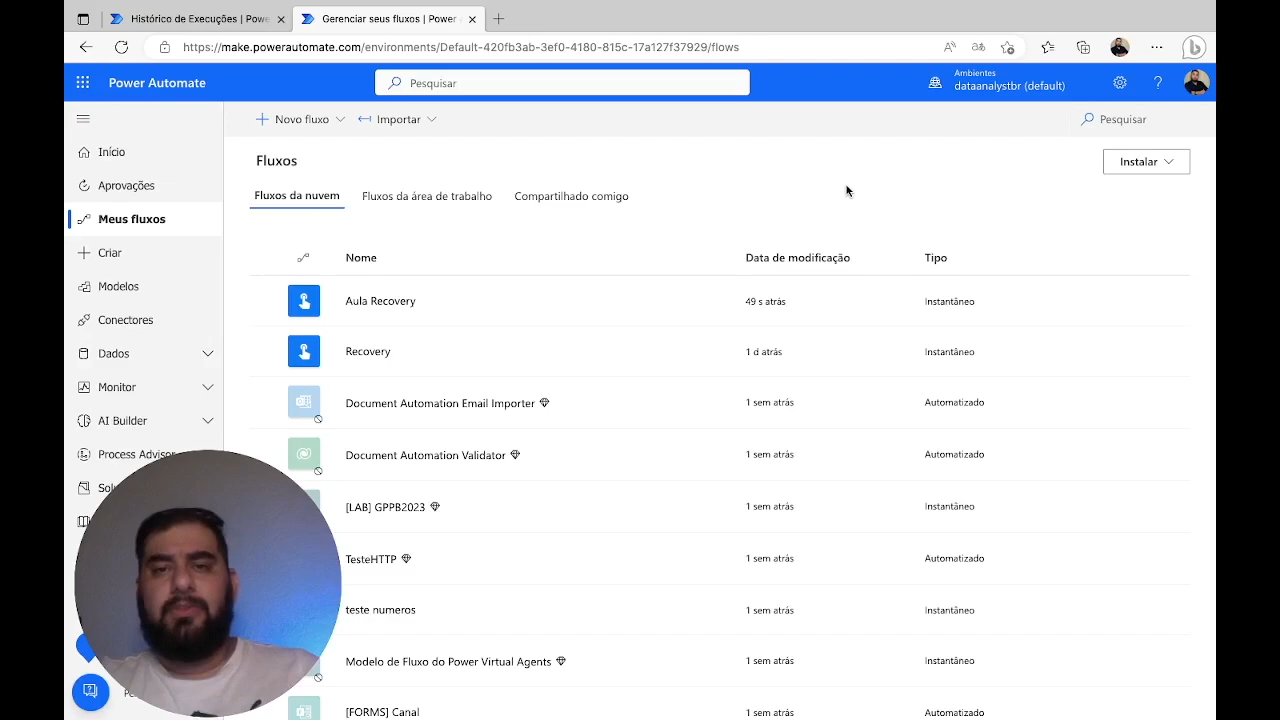 Histórico de Execuções | Powe
Gerenciar seus fluxos | Power
https://make.powerautomate.com/environments/Default-420fb3ab-3ef0-4180-815c-17a127f37929/flows
Power Automate
Pesquisar
Ambientes
dataanalystbr (default)
Novo fluxo
Importar
Pesquisar
Início
Aprovações
Meus fluxos
Criar
Modelos
Conectores
Dados
Monitor
AI Builder
Process Advisor
Fluxos
Instalar
Fluxos da nuvem
Fluxos da área de trabalho
Compartilhado comigo
Nome Data de modificação Tipo
Aula Recovery 49 s atrás Instantâneo
Recovery 1 d atrás Instantâneo
Document Automation Email Importer 1 sem atrás Automatizado
Document Automation Validator 1 sem atrás Automatizado
[LAB] GPPB2023 1 sem atrás Instantâneo
TesteHTTP 1 sem atrás Automatizado
teste numeros 1 sem atrás Instantâneo
Modelo de Fluxo do Power Virtual Agents 1 sem atrás Instantâneo
[FORMS] Canal 1 sem atrás Automatizado